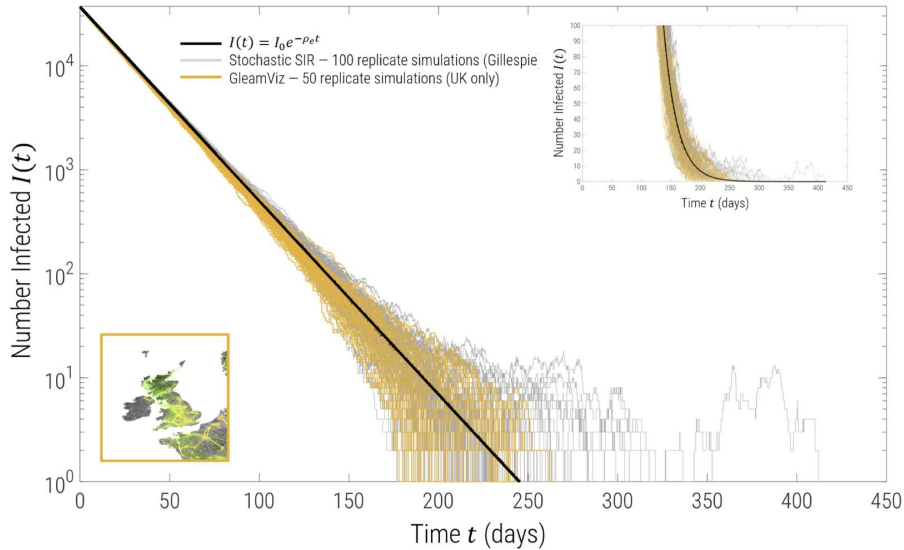 I(t) = I₀e^{−ρₑt}
Stochastic SIR – 100 replicate simulations (Gillespie
GleamViz – 50 replicate simulations (UK only)
Number Infected I(t)
10⁴
10³
10²
10¹
10⁰
0 50 100 150 200 250 300 350 400 450
Time t (days)
Number Infected I(t)
100
90
80
70
60
50
40
30
20
10
0
0 50 100 150 200 250 300 350 400 450
Time t (days)